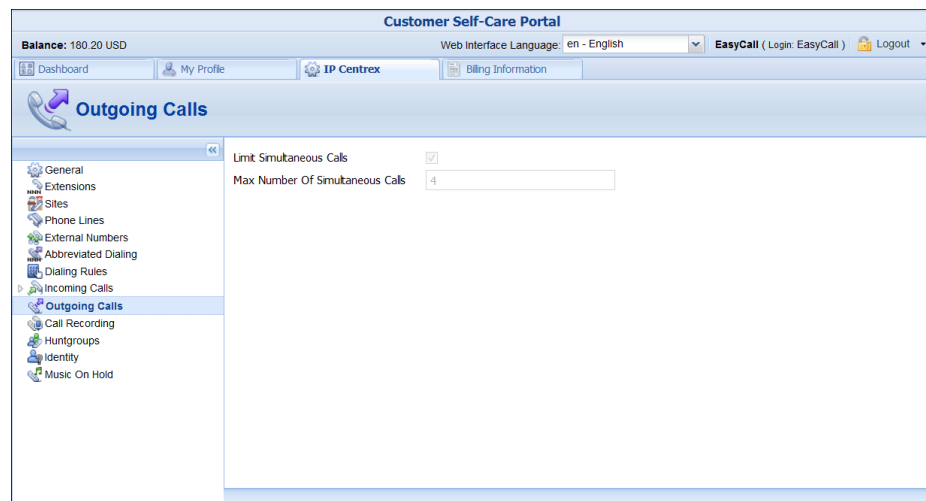 Customer Self-Care Portal
Balance: 180.20 USD Web Interface Language: en - English EasyCall ( Login: EasyCall ) Logout
Dashboard My Profile IP Centrex Billing Information
Outgoing Calls
Limit Simultaneous Calls
Max Number Of Simultaneous Calls 4
General
NNN Extensions
Sites
Phone Lines
External Numbers
NNN Abbreviated Dialing
Dialing Rules
Incoming Calls
Outgoing Calls
Call Recording
Huntgroups
Identity
Music On Hold